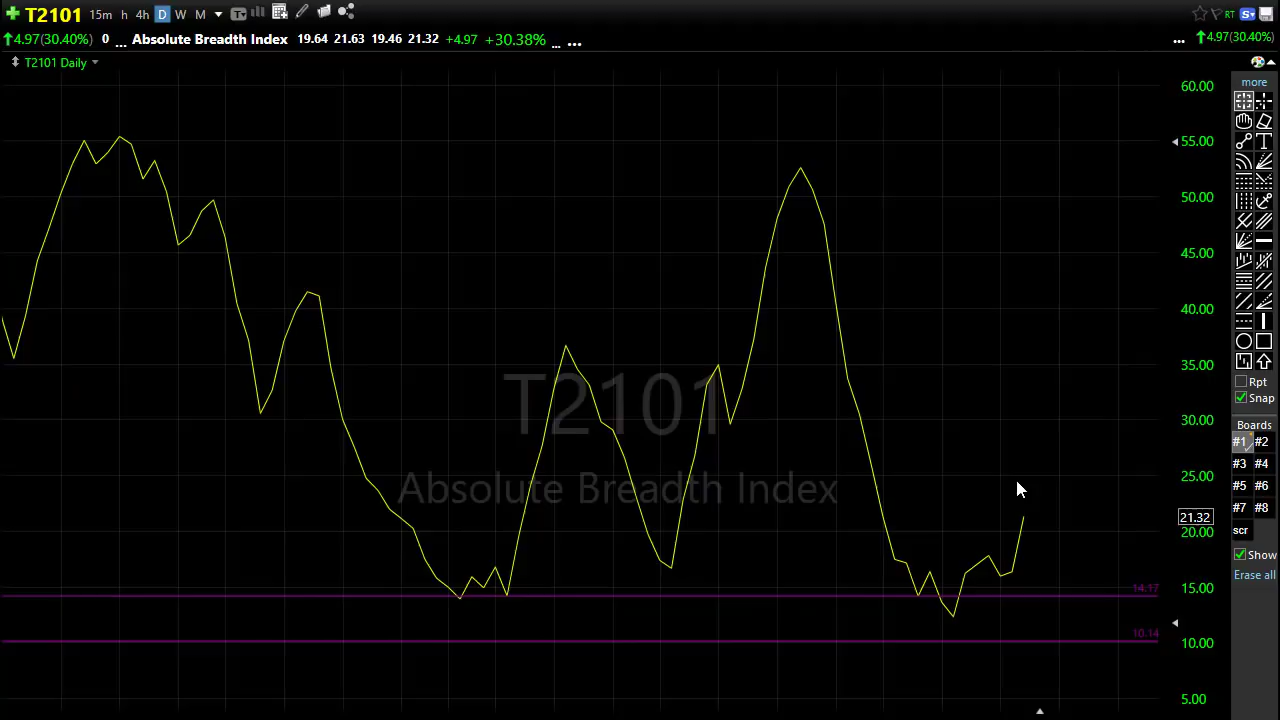 T2101 15m h 4h D W M T RT S
4.97(30.40%) 0 ... Absolute Breadth Index 19.64 21.63 19.46 21.32 +4.97 +30.38% ... ... ... 4.97(30.40%)
T2101 Daily
more
60.00
55.00
50.00
45.00
40.00
35.00
30.00
25.00
21.32
20.00
15.00
10.00
5.00
14.17
10.14
T2101
Absolute Breadth Index
Rpt
Snap
Boards
#1 #2
#3 #4
#5 #6
#7 #8
scr
Show
Erase all